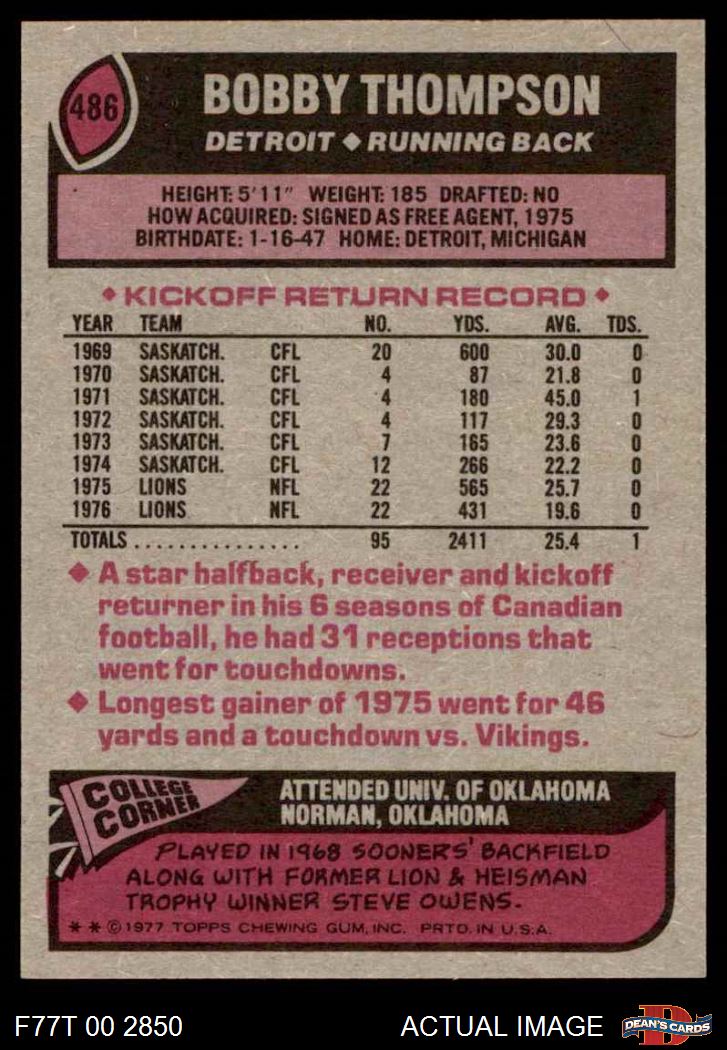 486
BOBBY THOMPSON
DETROIT ◆ RUNNING BACK
HEIGHT: 5'11" WEIGHT: 185 DRAFTED: NO
HOW ACQUIRED: SIGNED AS FREE AGENT, 1975
BIRTHDATE: 1-16-47 HOME: DETROIT, MICHIGAN
◆ KICKOFF RETURN RECORD ◆
YEAR TEAM NO. YDS. AVG. TDS.
1969 SASKATCH. CFL 20 600 30.0 0
1970 SASKATCH. CFL 4 87 21.8 0
1971 SASKATCH. CFL 4 180 45.0 1
1972 SASKATCH. CFL 4 117 29.3 0
1973 SASKATCH. CFL 7 165 23.6 0
1974 SASKATCH. CFL 12 266 22.2 0
1975 LIONS NFL 22 565 25.7 0
1976 LIONS NFL 22 431 19.6 0
TOTALS ................ 95 2411 25.4 1
◆ A star halfback, receiver and kickoff
returner in his 6 seasons of Canadian
football, he had 31 receptions that
went for touchdowns.
◆ Longest gainer of 1975 went for 46
yards and a touchdown vs. Vikings.
COLLEGE
CORNER
ATTENDED UNIV. OF OKLAHOMA
NORMAN, OKLAHOMA
PLAYED IN 1968 SOONERS' BACKFIELD
ALONG WITH FORMER LION & HEISMAN
TROPHY WINNER STEVE OWENS.
* * © 1977 TOPPS CHEWING GUM, INC. PRTD. IN U.S.A.
F77T 00 2850
ACTUAL IMAGE
D
DEAN'S CARDS